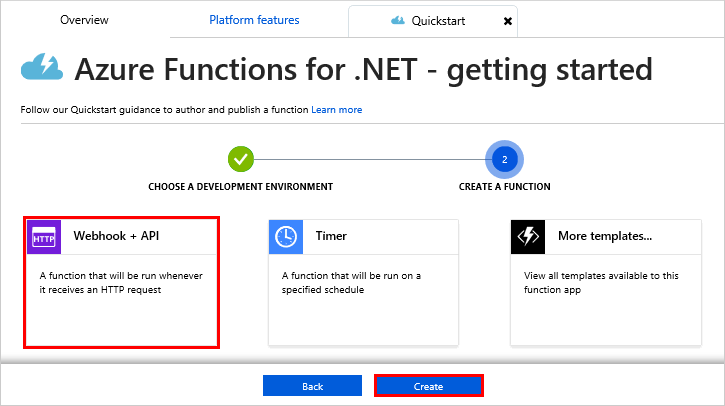 Overview
Platform features
Quickstart
Azure Functions for .NET - getting started
Follow our Quickstart guidance to author and publish a function Learn more
2
CHOOSE A DEVELOPMENT ENVIRONMENT
CREATE A FUNCTION
HTTP
Webhook + API
A function that will be run whenever
it receives an HTTP request
Timer
A function that will be run on a
specified schedule
More templates...
View all templates available to this
function app
Back
Create